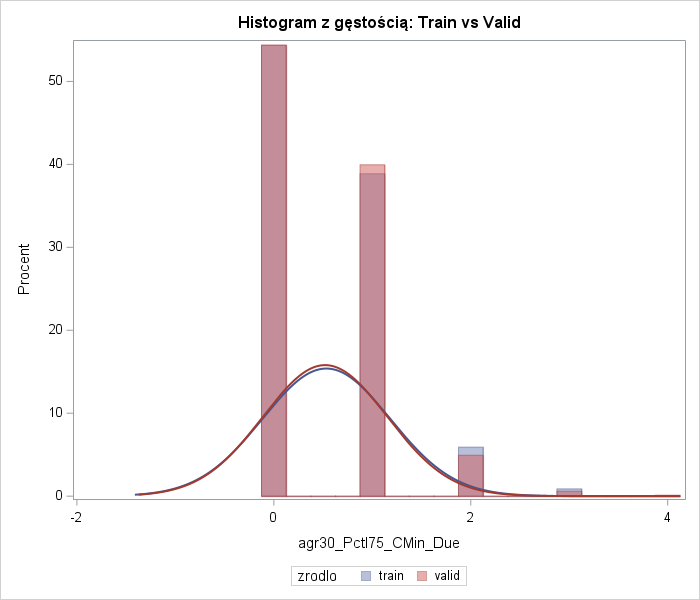 Histogram z gęstością: Train vs Valid
50
40
30
20
10
0
Procent
-2
0
2
4
agr30_Pctl75_CMin_Due
zrodlo train valid